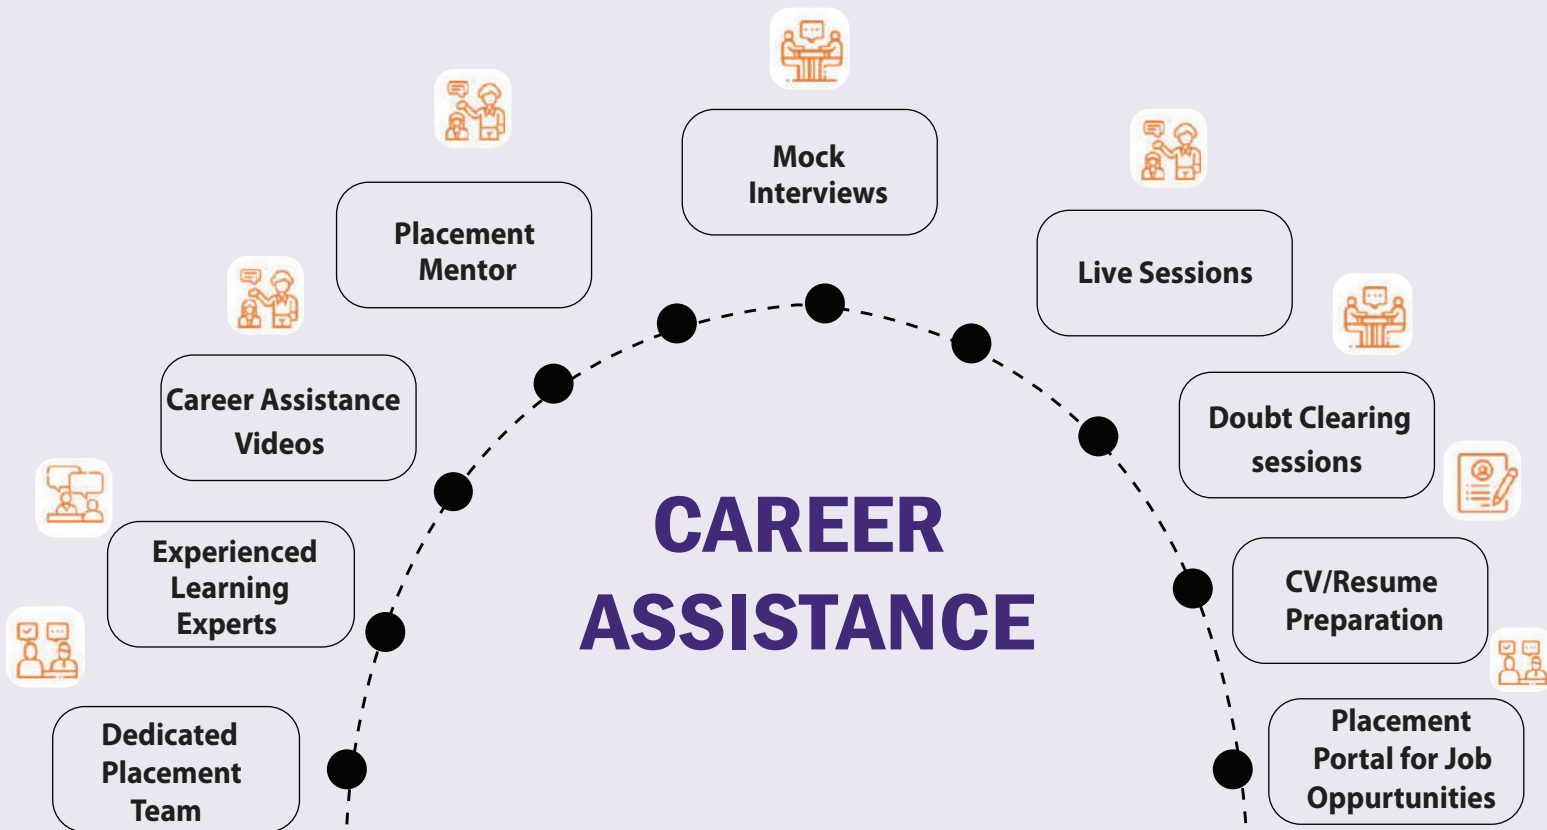 Mock
Interviews
Placement
Mentor
Live Sessions
Career Assistance
Videos
Doubt Clearing
sessions
Experienced
Learning
Experts
CAREER
ASSISTANCE
CV/Resume
Preparation
Dedicated
Placement
Team
Placement
Portal for Job
Oppurtunities